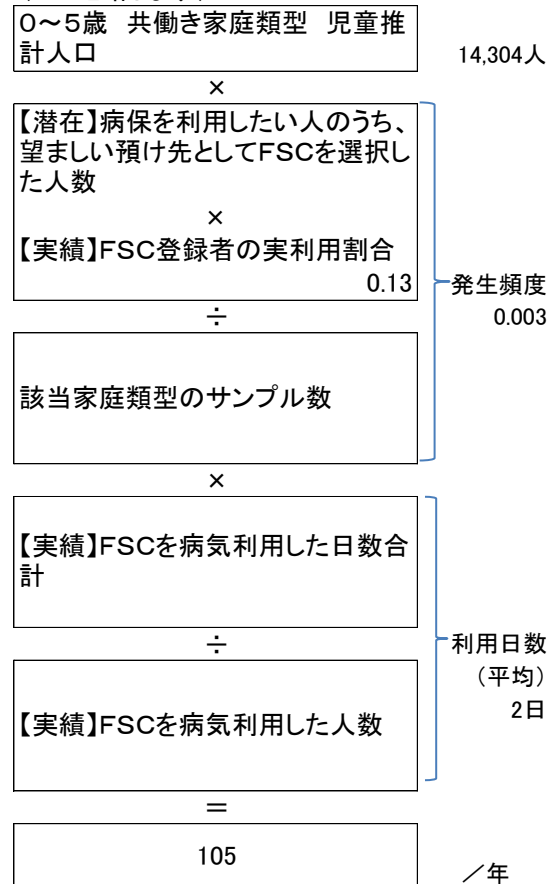 0～5歳 共働き家庭類型 児童推
計人口
14,304人
×
【潜在】病保を利用したい人のうち、
望ましい預け先としてFSCを選択し
た人数
×
【実績】FSC登録者の実利用割合
0.13
発生頻度
0.003
÷
該当家庭類型のサンプル数
×
【実績】FSCを病気利用した日数合
計
÷
利用日数
（平均）
2日
【実績】FSCを病気利用した人数
＝
105
／年